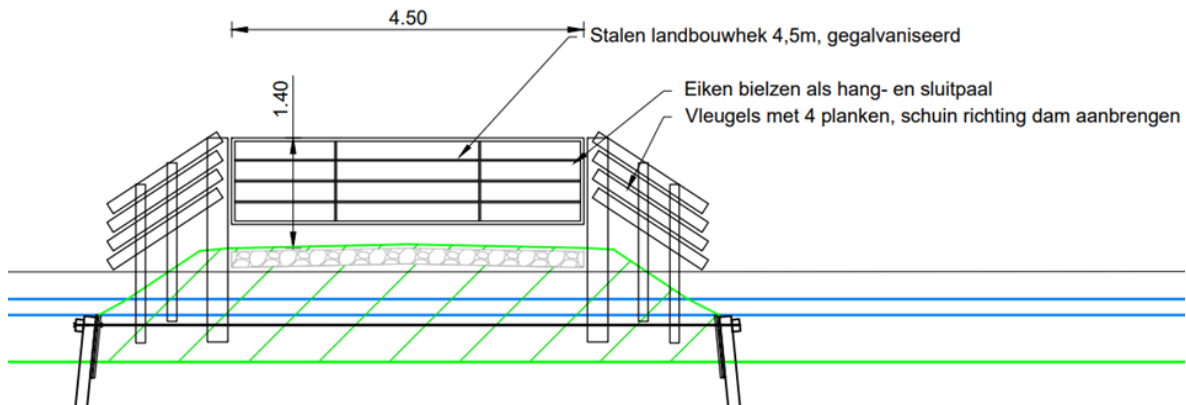 4.50
Stalen landbouwhek 4,5m, gegalvaniseerd
1.40
Eiken bielzen als hang- en sluitpaal
Vleugels met 4 planken, schuin richting dam aanbrengen